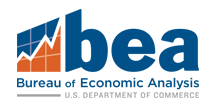 bea
Bureau of Economic Analysis
U.S. DEPARTMENT OF COMMERCE